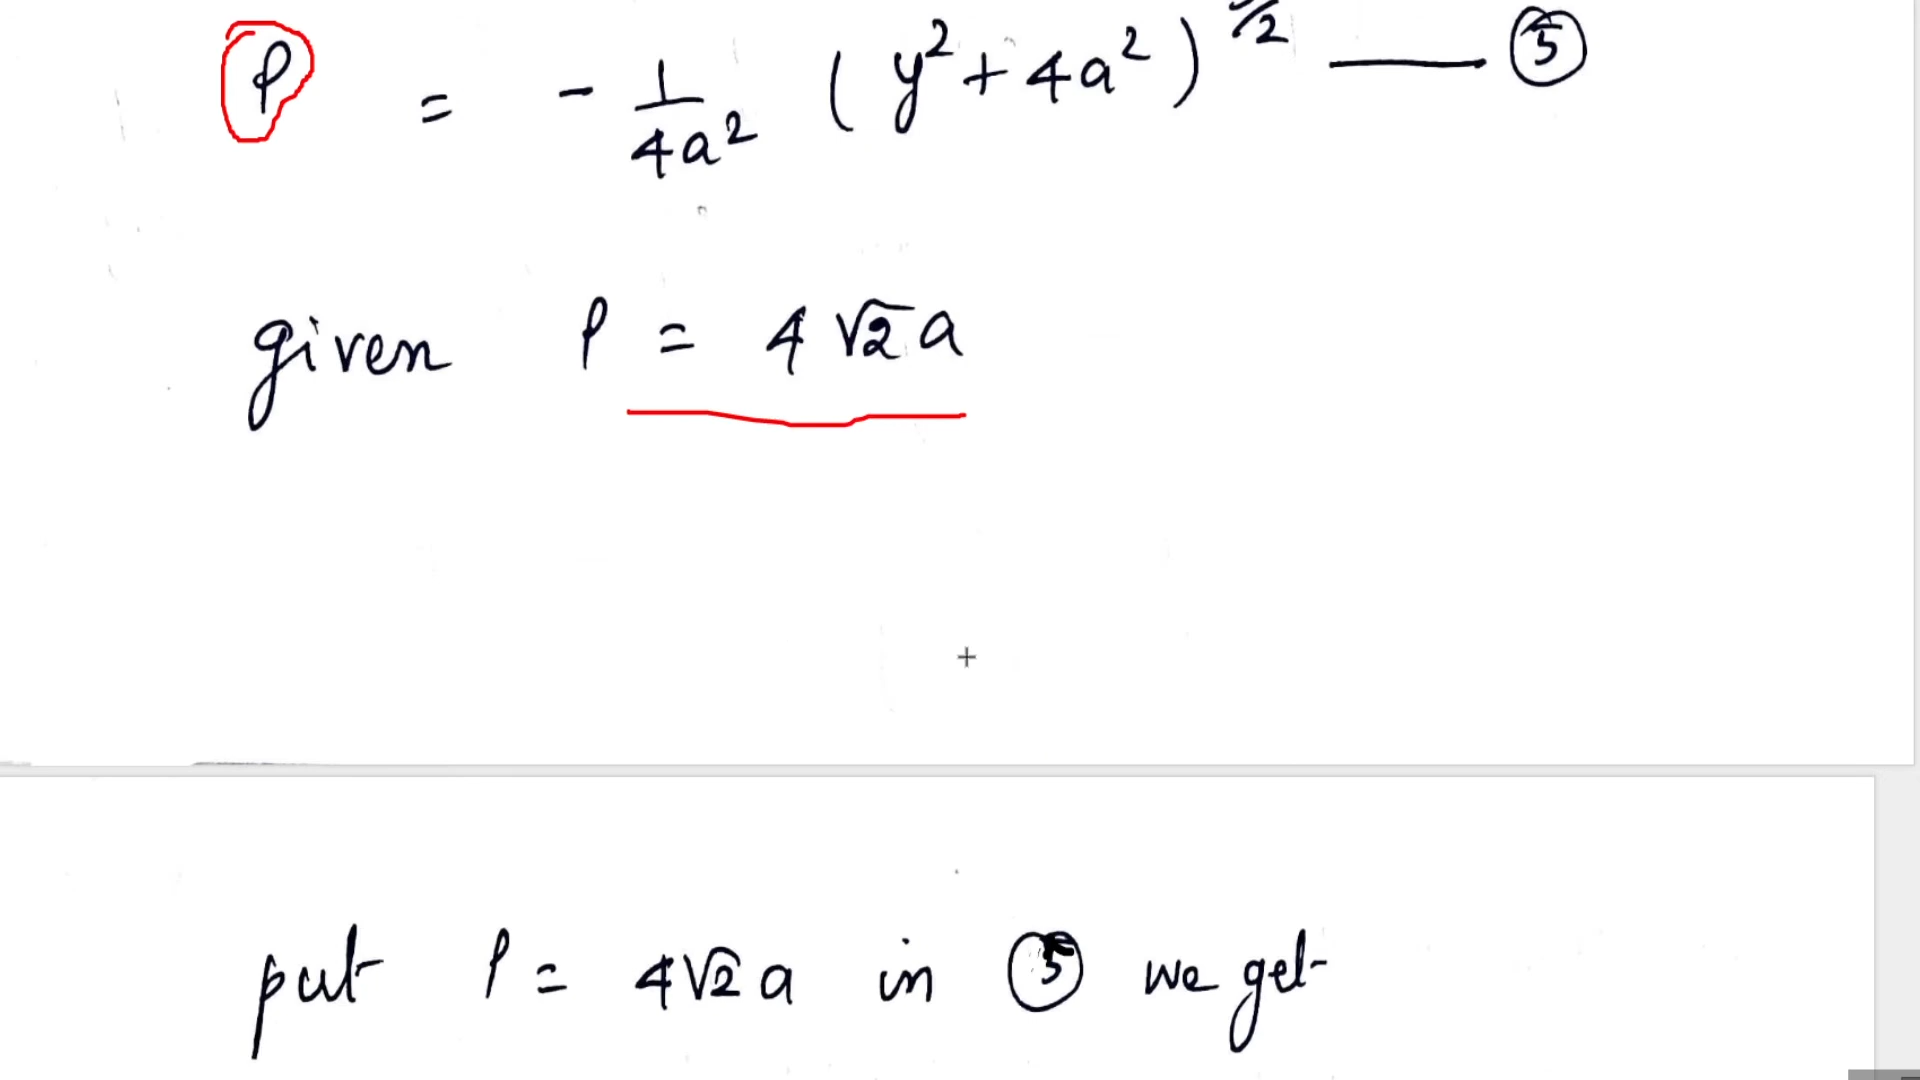 ρ = - 1/4a² (y² + 4a²)^3/2 —— ⑤
given ρ = 4√2 a
put ρ = 4√2 a in ⑤ we get